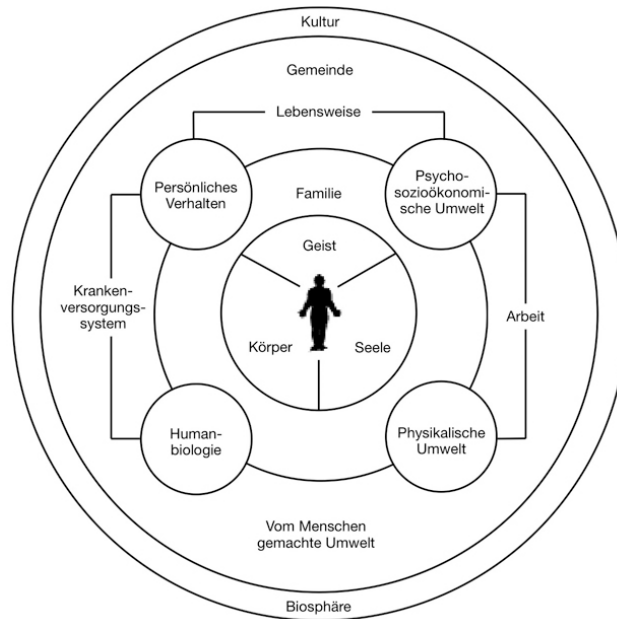 Kultur
Gemeinde
Lebensweise
Persönliches
Verhalten
Familie
Psycho-
sozioökonomi-
sche Umwelt
Geist
Kranken-
versorgungs-
system
Arbeit
Körper
Seele
Human-
biologie
Physikalische
Umwelt
Vom Menschen
gemachte Umwelt
Biosphäre